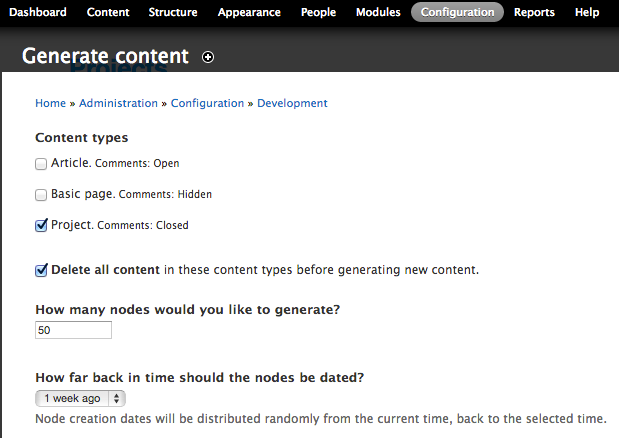 Dashboard Content Structure Appearance People Modules Configuration Reports Help
Generate content
Projects
Home » Administration » Configuration » Development
Content types
Article. Comments: Open
Basic page. Comments: Hidden
Project. Comments: Closed
Delete all content in these content types before generating new content.
How many nodes would you like to generate?
50
How far back in time should the nodes be dated?
1 week ago
Node creation dates will be distributed randomly from the current time, back to the selected time.